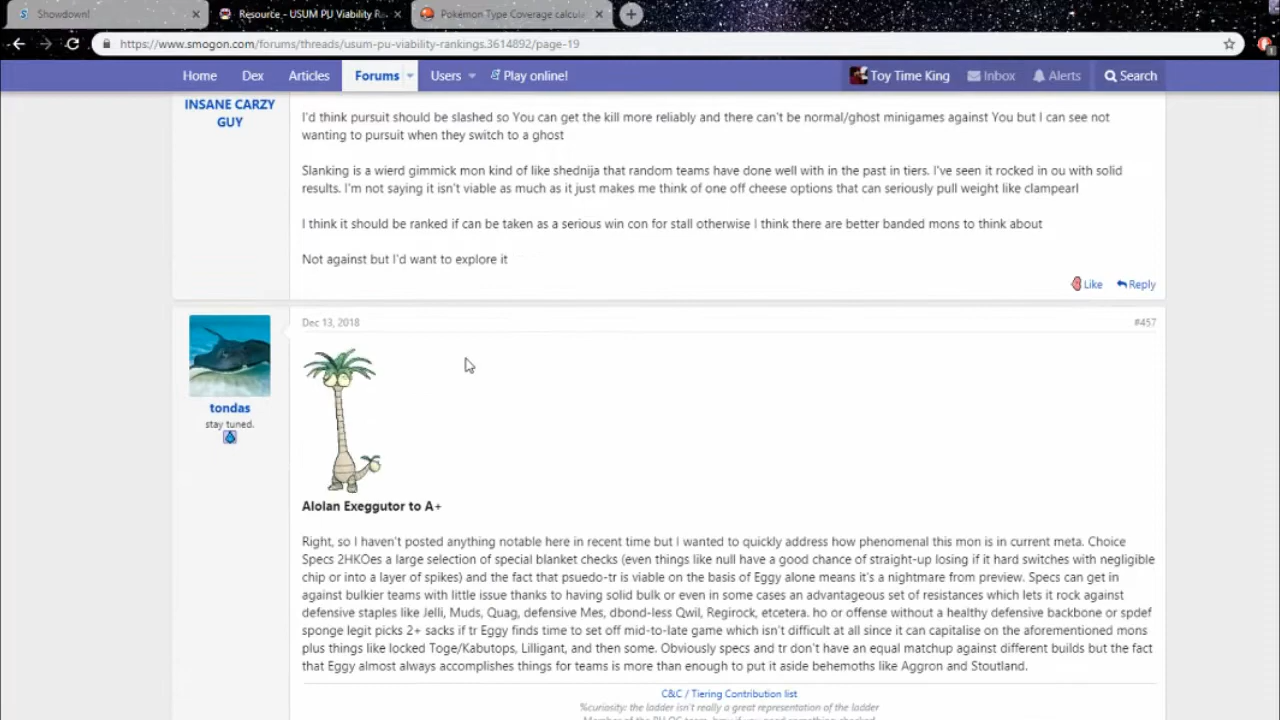 Showdown!
Resource - USUM PU Viability Ra
Pokémon Type Coverage calcula
https://www.smogon.com/forums/threads/usum-pu-viability-rankings.3614892/page-19
Home Dex Articles Forums Users Play online! Toy Time King Inbox Alerts Search
INSANE CARZY
GUY
I'd think pursuit should be slashed so You can get the kill more reliably and there can't be normal/ghost minigames against You but I can see not
wanting to pursuit when they switch to a ghost
Slanking is a wierd gimmick mon kind of like shednija that random teams have done well with in the past in tiers. I've seen it rocked in ou with solid
results. I'm not saying it isn't viable as much as it just makes me think of one off cheese options that can seriously pull weight like clampearl
I think it should be ranked if can be taken as a serious win con for stall otherwise I think there are better banded mons to think about
Not against but I'd want to explore it
Like Reply
Dec 13, 2018 #457
tondas
stay tuned.
Alolan Exeggutor to A+
Right, so I haven't posted anything notable here in recent time but I wanted to quickly address how phenomenal this mon is in current meta. Choice
Specs 2HKOes a large selection of special blanket checks (even things like null have a good chance of straight-up losing if it hard switches with negligible
chip or into a layer of spikes) and the fact that psuedo-tr is viable on the basis of Eggy alone means it's a nightmare from preview. Specs can get in
against bulkier teams with little issue thanks to having solid bulk or even in some cases an advantageous set of resistances which lets it rock against
defensive staples like Jelli, Muds, Quag, defensive Mes, dbond-less Qwil, Regirock, etcetera. ho or offense without a healthy defensive backbone or spdef
sponge legit picks 2+ sacks if tr Eggy finds time to set off mid-to-late game which isn't difficult at all since it can capitalise on the aforementioned mons
plus things like locked Toge/Kabutops, Lilligant, and then some. Obviously specs and tr don't have an equal matchup against different builds but the fact
that Eggy almost always accomplishes things for teams is more than enough to put it aside behemoths like Aggron and Stoutland.
C&C / Tiering Contribution list
%curiosity: the ladder isn't really a great representation of the ladder